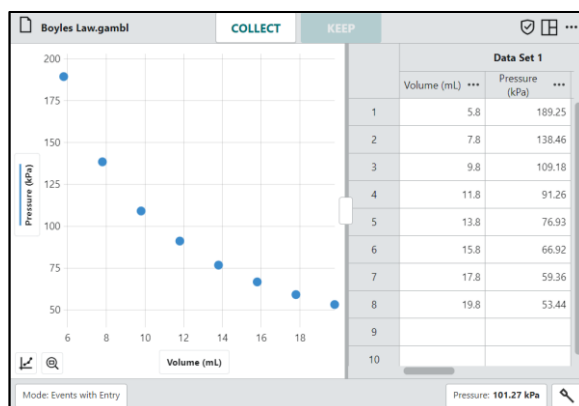 Boyles Law.gambl
COLLECT
KEEP
200
175
150
125
100
75
50
Pressure (kPa)
6 8 10 12 14 16 18
Volume (mL)
Data Set 1
Volume (mL) Pressure (kPa)
1 5.8 189.25
2 7.8 138.46
3 9.8 109.18
4 11.8 91.26
5 13.8 76.93
6 15.8 66.92
7 17.8 59.36
8 19.8 53.44
9
10
Mode: Events with Entry
Pressure: 101.27 kPa